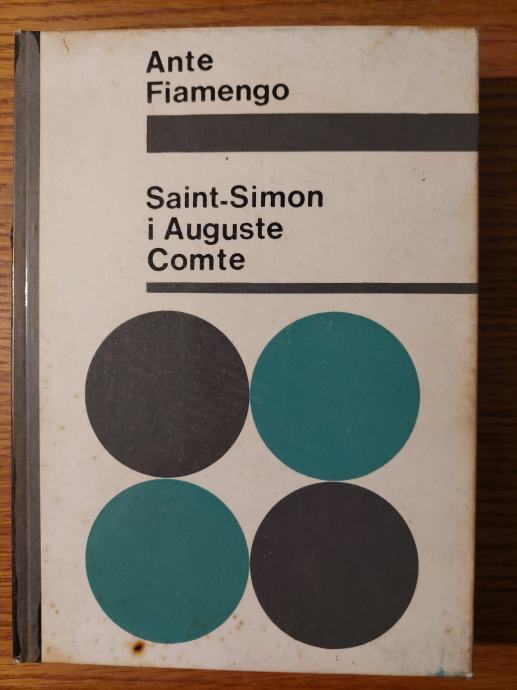 Ante
Fiamengo
Saint-Simon
i Auguste
Comte